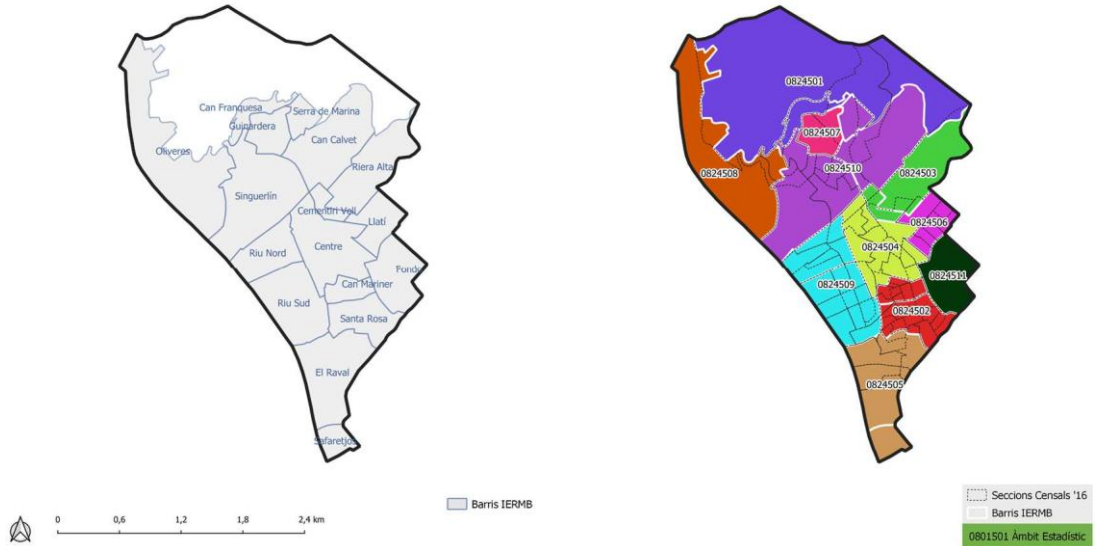 Can Franquesa
Serra de Marina
Guinardera
Can Calvet
Oliveres
Riera Alta
Singuerlín
Cementiri Vell
Llatí
Riu Nord
Centre
Fondo
Can Mariner
Riu Sud
Santa Rosa
El Raval
Safaretjos
0824501
0824507
0824510
0824508
0824503
0824506
0824504
0824511
0824509
0824502
0824505
0 0,6 1,2 1,8 2,4 km
Barris IERMB
Seccions Censals '16
Barris IERMB
0801501 Àmbit Estadístic